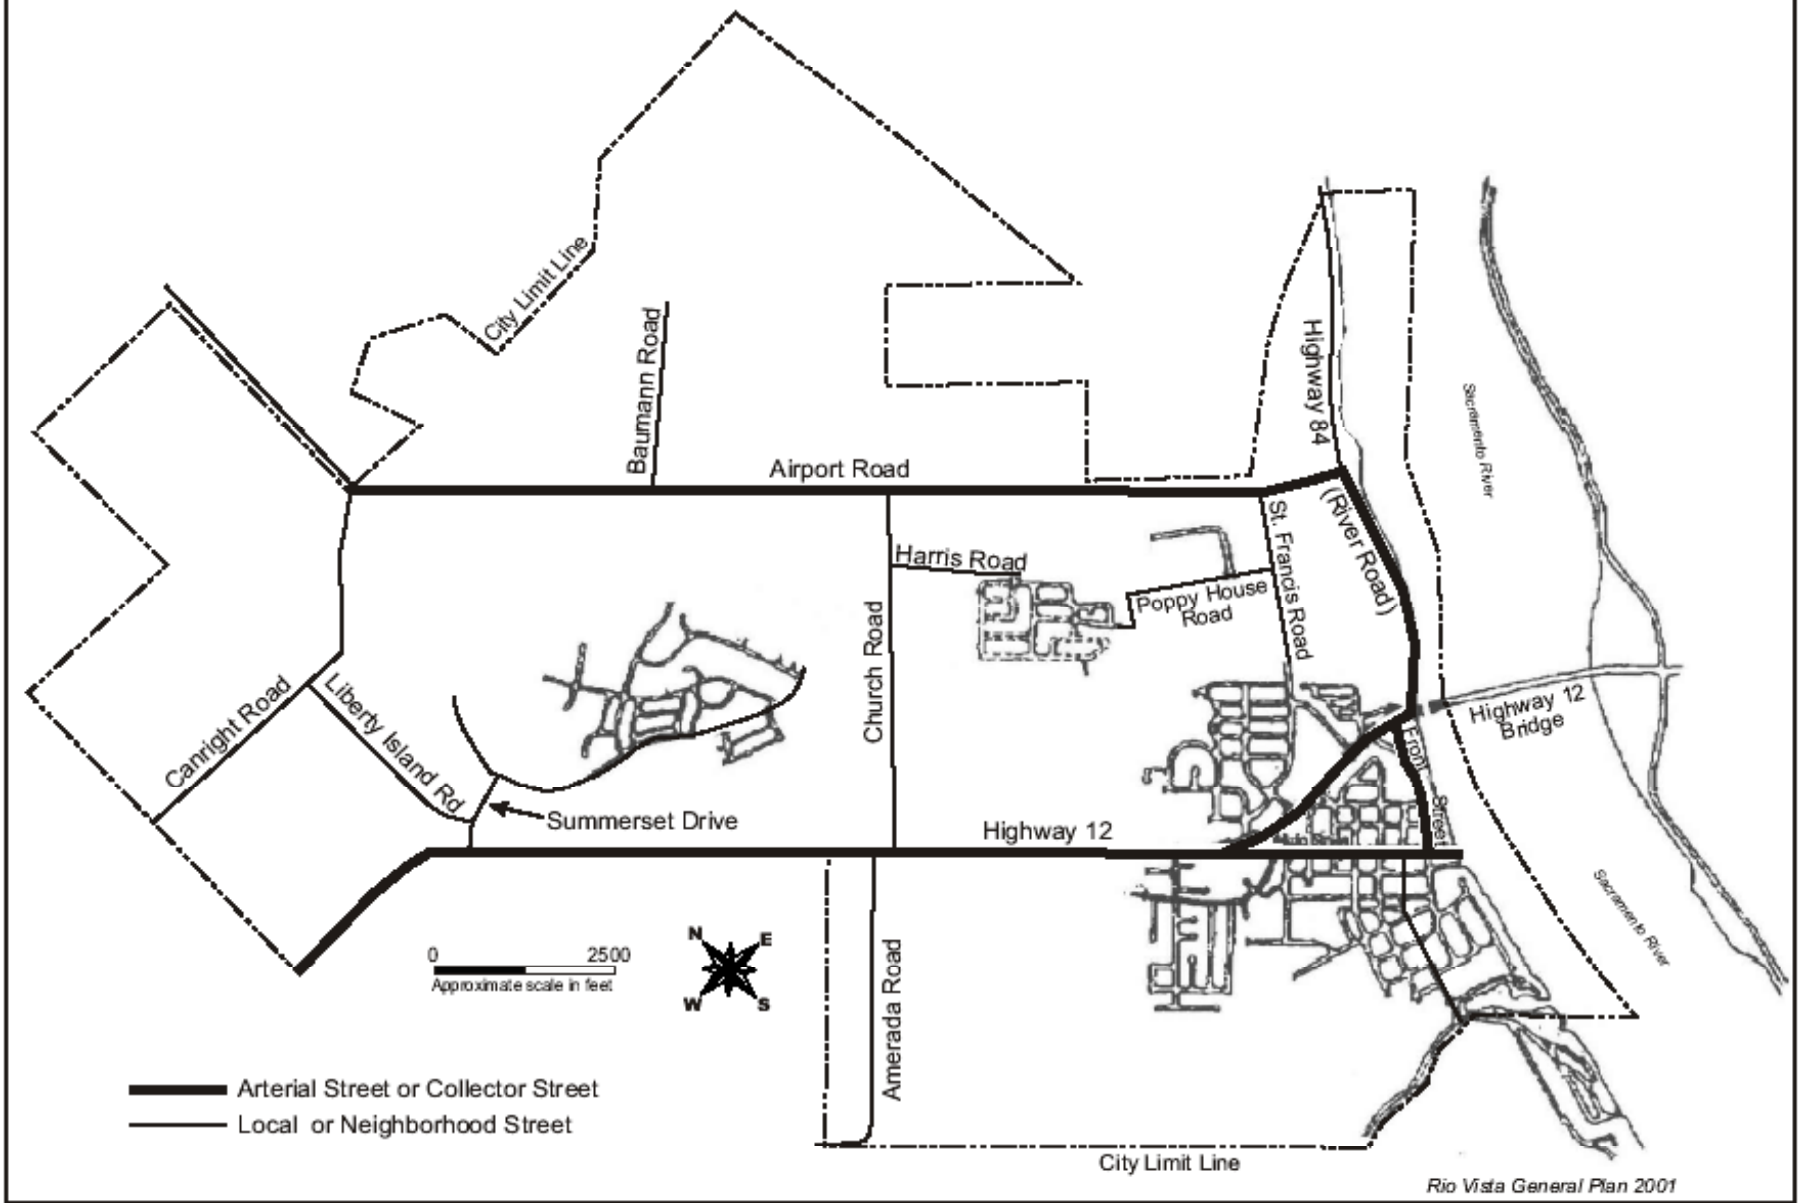 City Limit Line
Baumann Road
Airport Road
Highway 84
(River Road)
Sacramento River
St. Francis Road
Harris Road
Poppy House
Road
Church Road
Canright Road
Liberty Island Rd
Summerset Drive
Highway 12
Highway 12
Bridge
Front
Street
Sacramento River
N
E
W
S
0 2500
Approximate scale in feet
Amerada Road
Arterial Street or Collector Street
Local or Neighborhood Street
City Limit Line
Rio Vista General Plan 2001